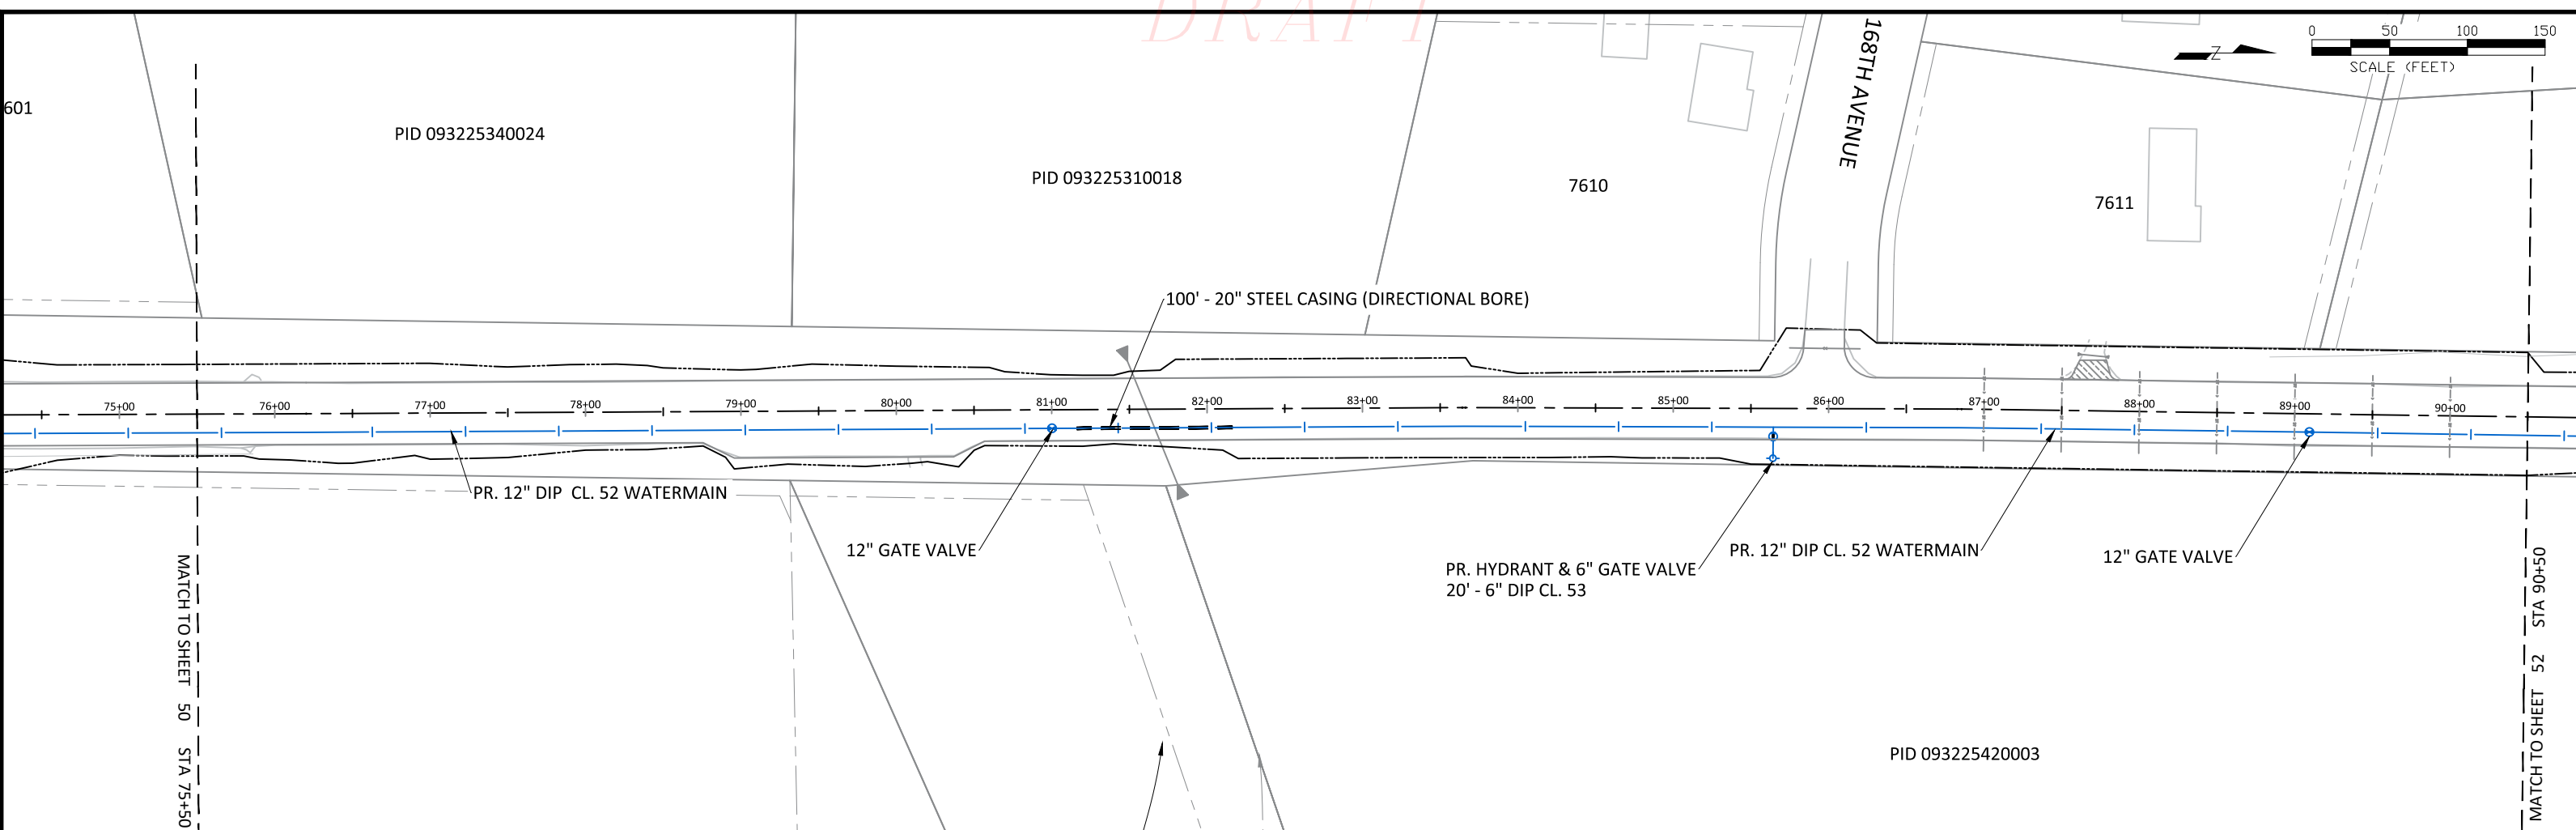 DRAFT
168TH AVENUE
Z
0 50 100 150
SCALE (FEET)
601
PID 093225340024
PID 093225310018
7610
7611
100' - 20" STEEL CASING (DIRECTIONAL BORE)
75+00 76+00 77+00 78+00 79+00 80+00 81+00 82+00 83+00 84+00 85+00 86+00 87+00 88+00 89+00 90+00
PR. 12" DIP CL. 52 WATERMAIN
12" GATE VALVE
PR. HYDRANT & 6" GATE VALVE
20' - 6" DIP CL. 53
PR. 12" DIP CL. 52 WATERMAIN
12" GATE VALVE
MATCH TO SHEET 50 STA 75+50
MATCH TO SHEET 52 STA 90+50
PID 093225420003